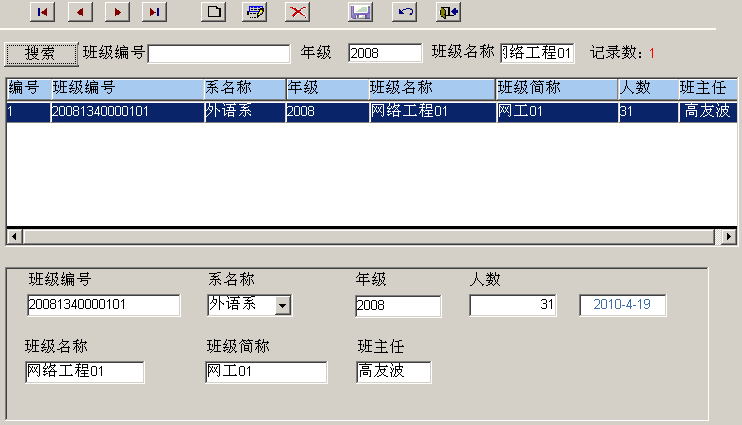 搜索 班级编号 年级 2008 班级名称 网络工程01 记录数: 1
编号 班级编号 系名称 年级 班级名称 班级简称 人数 班主任
1 20081340000101 外语系 2008 网络工程01 网工01 31 高友波
班级编号 系名称 年级 人数
20081340000101 外语系 2008 31 2010-4-19
班级名称 班级简称 班主任
网络工程01 网工01 高友波